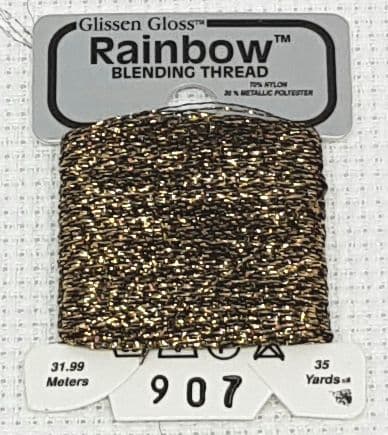 Glissen Gloss™
Rainbow™
BLENDING THREAD
70% NYLON
30% METALLIC POLYESTER
31.99
Meters
907
35
Yards